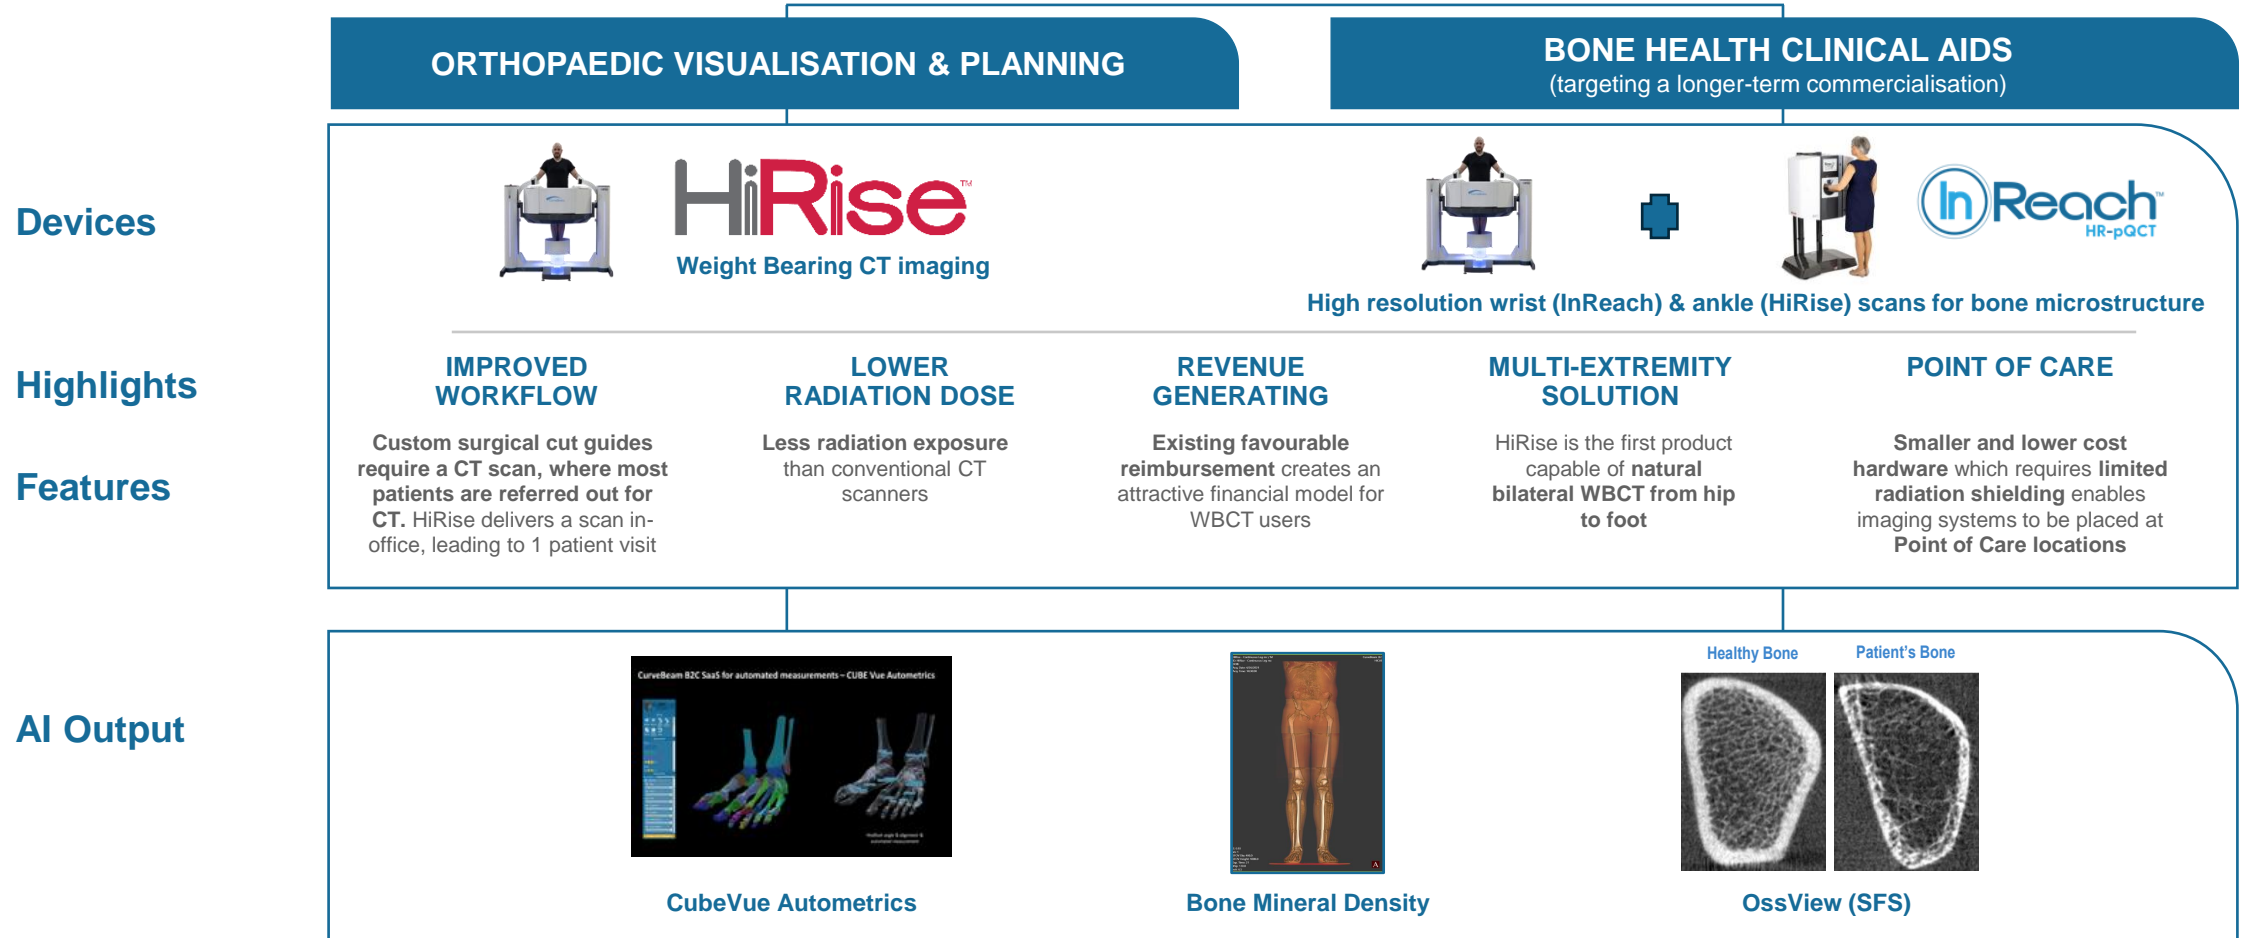 ORTHOPAEDIC VISUALISATION & PLANNING
BONE HEALTH CLINICAL AIDS
(targeting a longer-term commercialisation)
Devices
HiRise™
Weight Bearing CT imaging
InReach™
HR-pQCT
High resolution wrist (InReach) & ankle (HiRise) scans for bone microstructure
Highlights
IMPROVED
WORKFLOW
LOWER
RADIATION DOSE
REVENUE
GENERATING
MULTI-EXTREMITY
SOLUTION
POINT OF CARE
Features
Custom surgical cut guides
require a CT scan, where most
patients are referred out for
CT. HiRise delivers a scan in-
office, leading to 1 patient visit
Less radiation exposure
than conventional CT
scanners
Existing favourable
reimbursement creates an
attractive financial model for
WBCT users
HiRise is the first product
capable of natural
bilateral WBCT from hip
to foot
Smaller and lower cost
hardware which requires limited
radiation shielding enables
imaging systems to be placed at
Point of Care locations
AI Output
CurveBeam B2C SaaS for automated measurements – CUBE Vue Autometrics
CubeVue Autometrics
A
Bone Mineral Density
Healthy Bone
Patient's Bone
OssView (SFS)